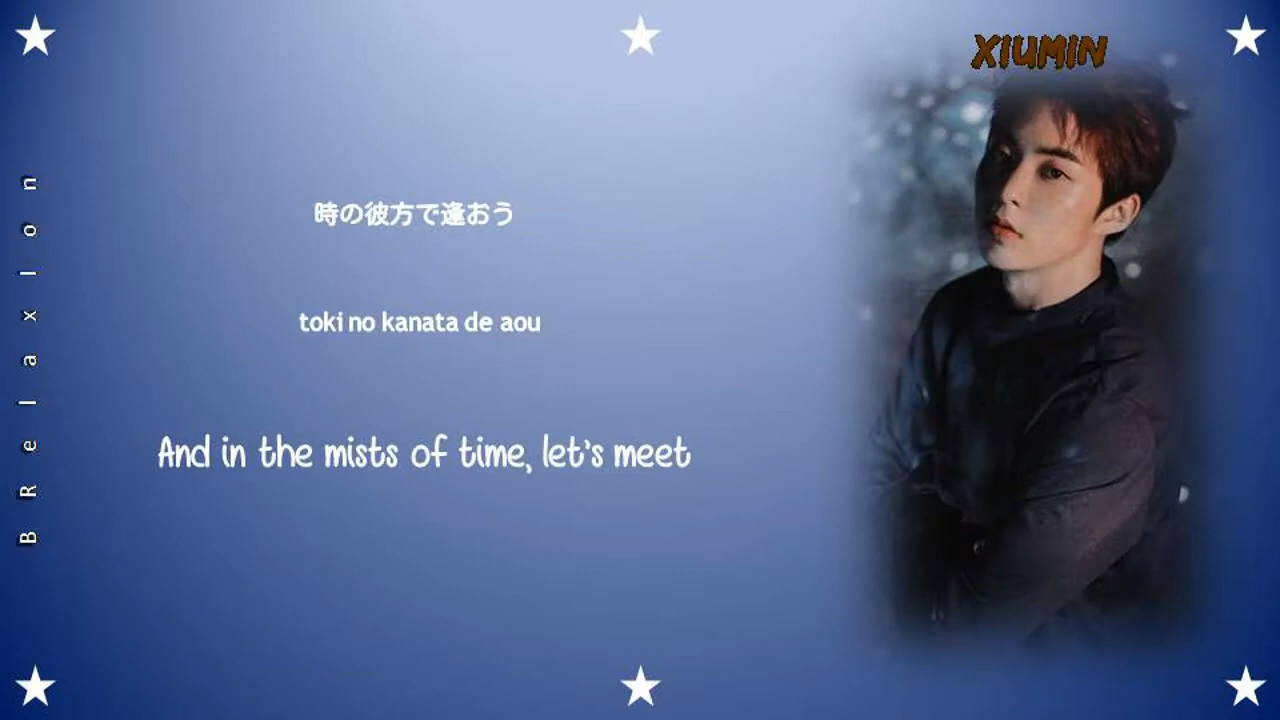 XIUMIN
時の彼方で逢おう
toki no kanata de aou
And in the mists of time, let's meet
BRelaxlon